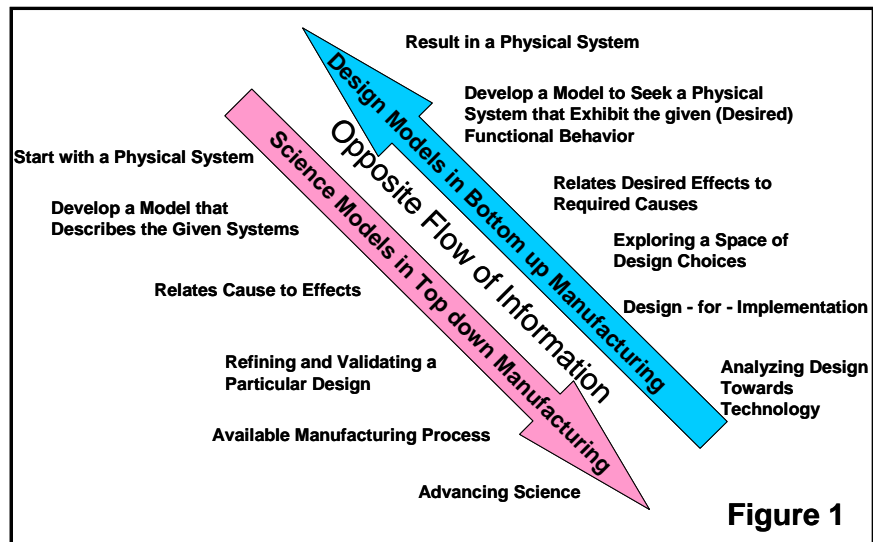 Result in a Physical System
Develop a Model to Seek a Physical
System that Exhibit the given (Desired)
Functional Behavior
Relates Desired Effects to
Required Causes
Exploring a Space of
Design Choices
Design - for - Implementation
Analyzing Design
Towards
Technology
Design Models in Bottom up Manufacturing
Opposite Flow of Information
Science Models in Top down Manufacturing
Start with a Physical System
Develop a Model that
Describes the Given Systems
Relates Cause to Effects
Refining and Validating a
Particular Design
Available Manufacturing Process
Advancing Science
Figure 1